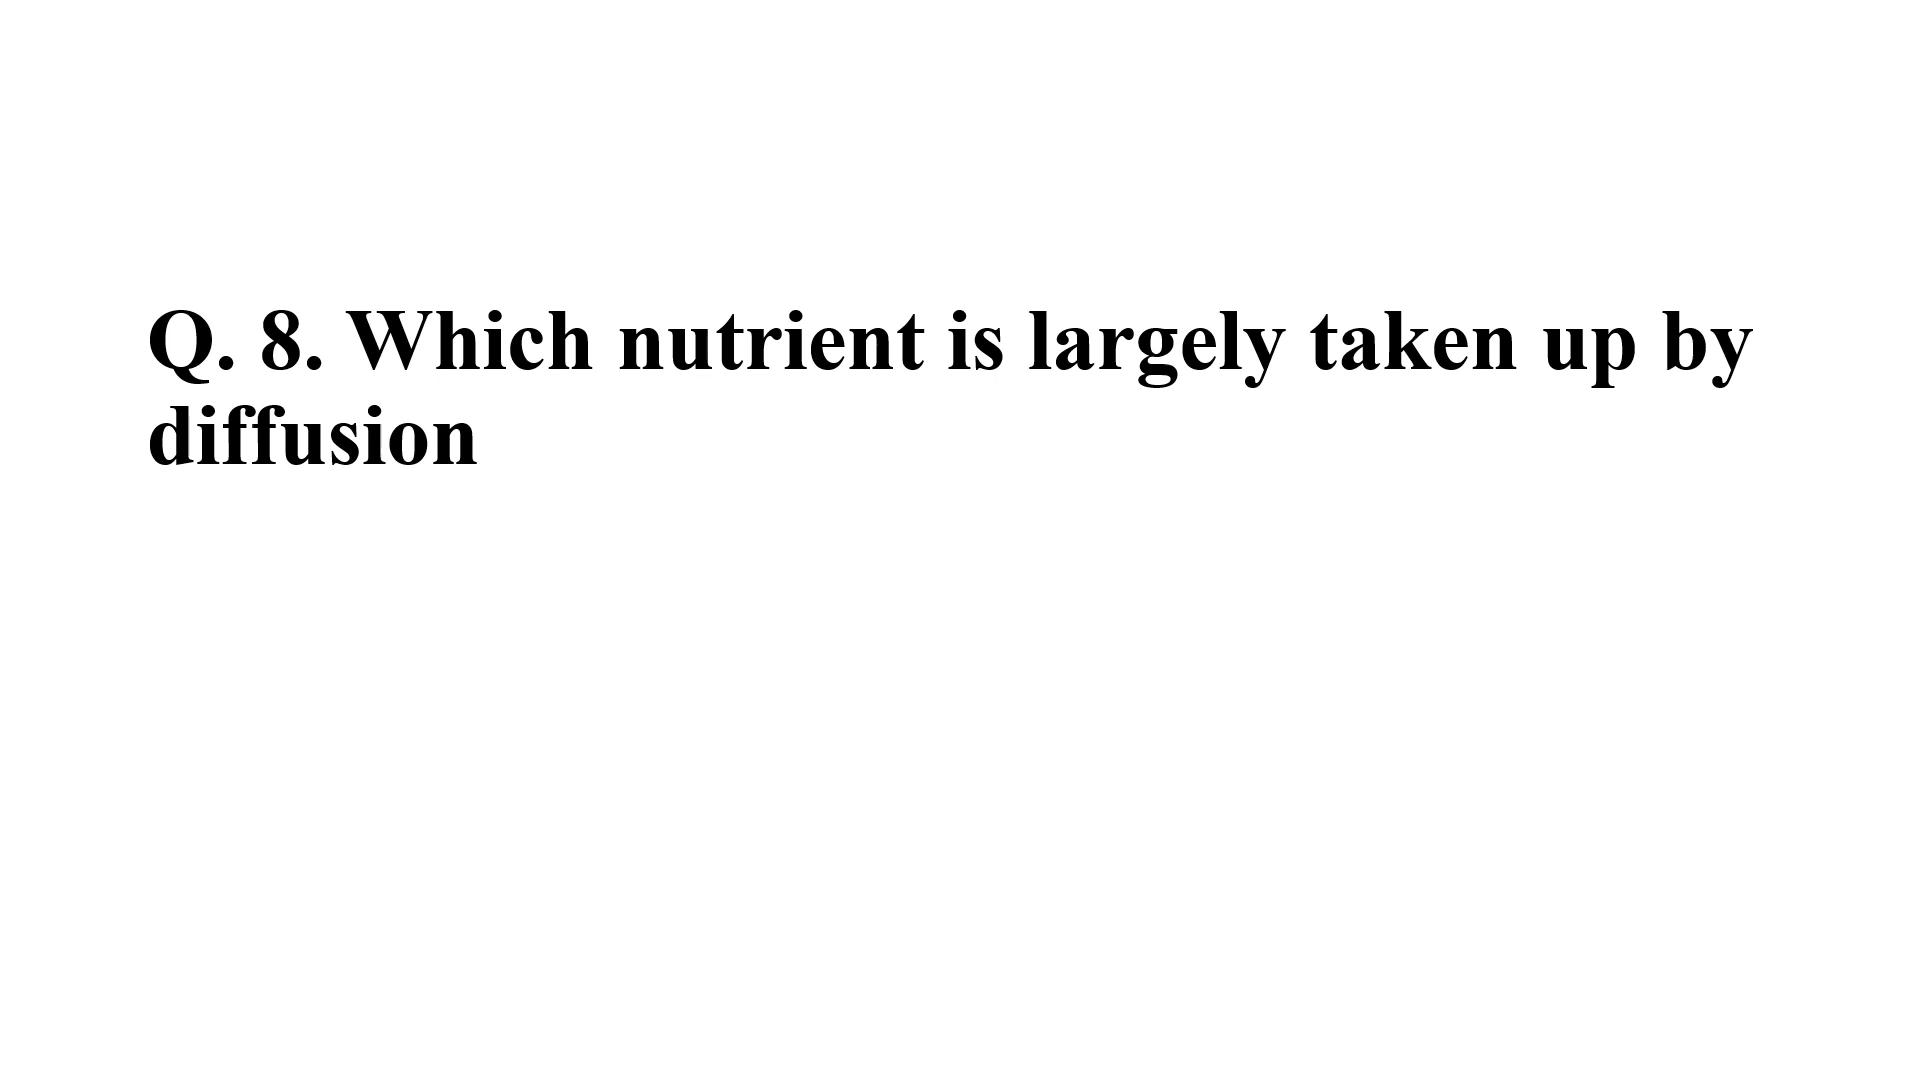 Q. 8. Which nutrient is largely taken up by
diffusion